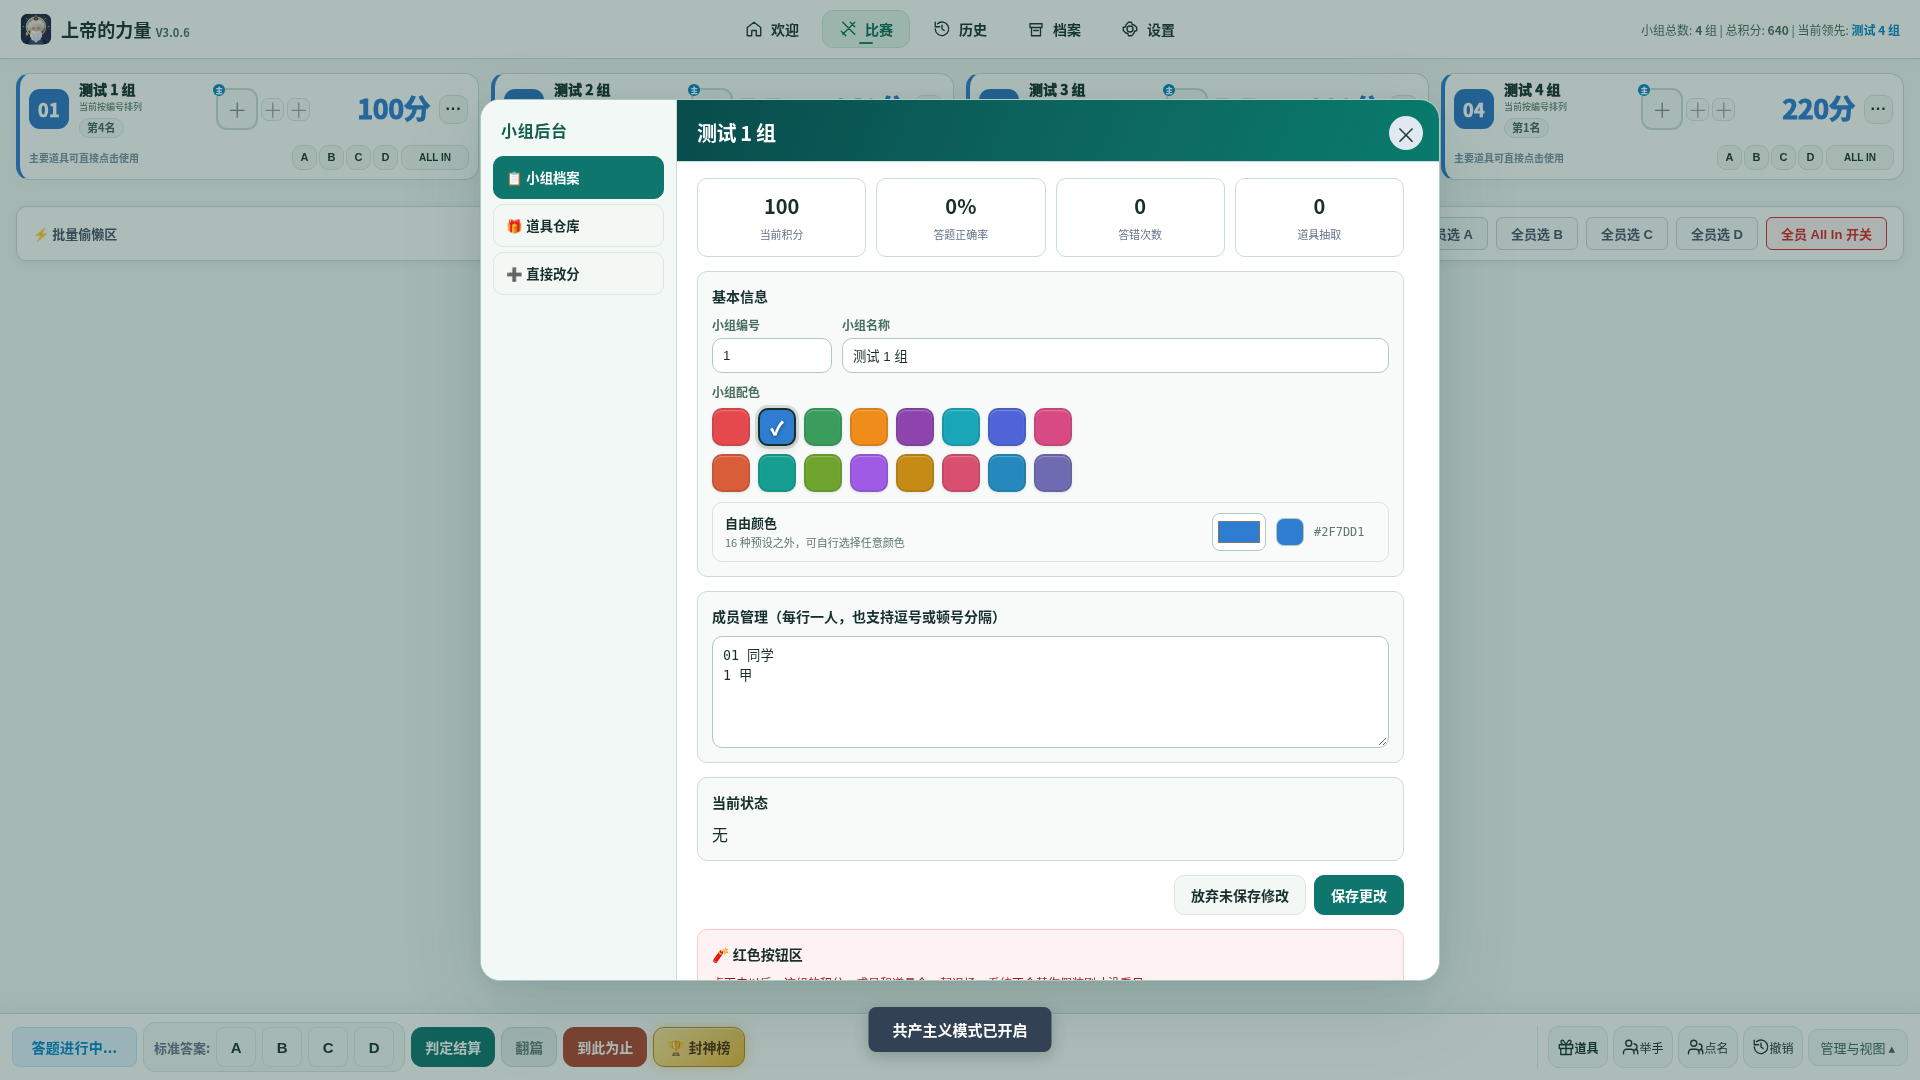 上帝的力量 V3.0.6
欢迎
比赛
历史
档案
设置
小组总数: 4 组 | 总积分: 640 | 当前领先: 测试 4 组
01
测试 1 组
当前按编号排列
第4名
主
100分
···
主要道具可直接点击使用
A
B
C
D
ALL IN
测试 2 组
主
测试 3 组
主
04
测试 4 组
当前按编号排列
第1名
主
220分
···
主要道具可直接点击使用
A
B
C
D
ALL IN
⚡ 批量偷懒区
员选 A
全员选 B
全员选 C
全员选 D
全员 All In 开关
小组后台
📋 小组档案
🎁 道具仓库
➕ 直接改分
测试 1 组
100
当前积分
0%
答题正确率
0
答错次数
0
道具抽取
基本信息
小组编号
小组名称
1
测试 1 组
小组配色
自由颜色
16 种预设之外，可自行选择任意颜色
#2F7DD1
成员管理（每行一人，也支持逗号或顿号分隔）
01 同学
1 甲
当前状态
无
放弃未保存修改
保存更改
🧨 红色按钮区
答题进行中...
标准答案:
A
B
C
D
判定结算
翻篇
到此为止
🏆 封神榜
共产主义模式已开启
道具
举手
点名
撤销
管理与视图 ▴